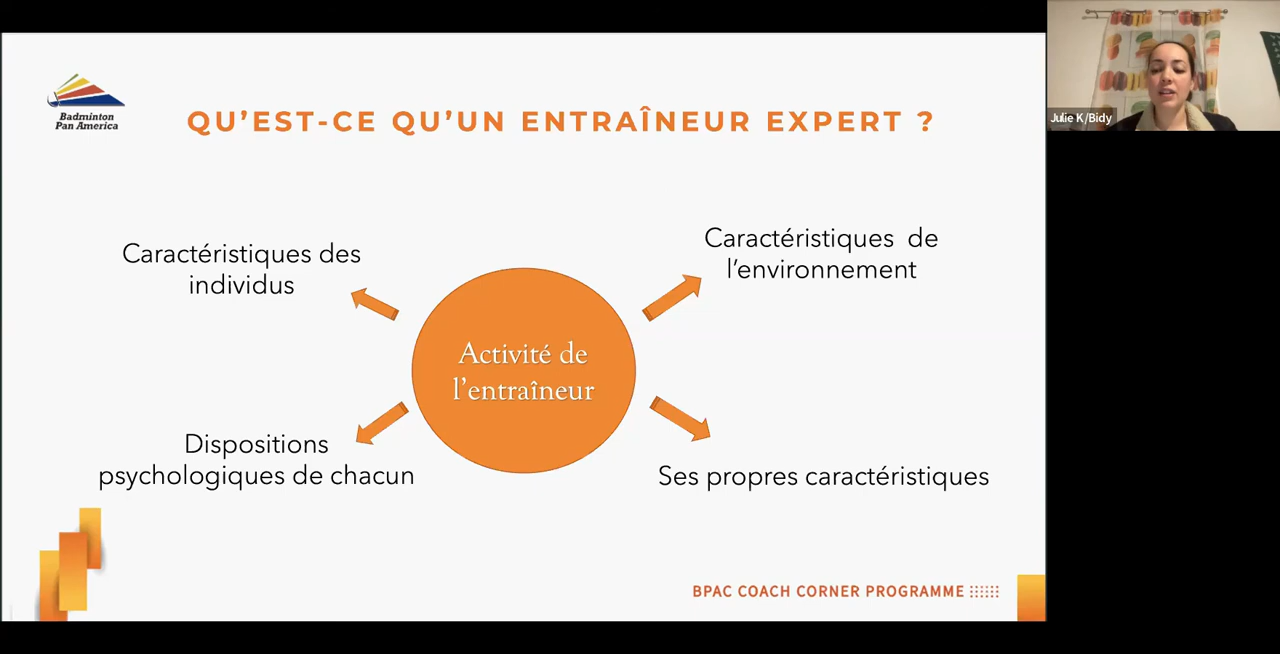 Badminton
Pan America
QU'EST-CE QU'UN ENTRAÎNEUR EXPERT ?
Julie K/Bidy
Caractéristiques des
individus
Caractéristiques de
l'environnement
Activité de
l'entraîneur
Dispositions
psychologiques de chacun
Ses propres caractéristiques
BPAC COACH CORNER PROGRAMME